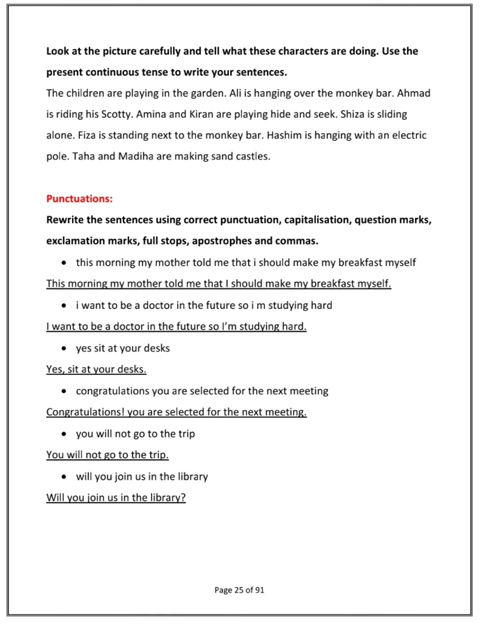 Look at the picture carefully and tell what these characters are doing. Use the
present continuous tense to write your sentences.
The children are playing in the garden. Ali is hanging over the monkey bar. Ahmad
is riding his Scotty. Amina and Kiran are playing hide and seek. Shiza is sliding
alone. Fiza is standing next to the monkey bar. Hashim is hanging with an electric
pole. Taha and Madiha are making sand castles.
Punctuations:
Rewrite the sentences using correct punctuation, capitalisation, question marks,
exclamation marks, full stops, apostrophes and commas.
• this morning my mother told me that i should make my breakfast myself
This morning my mother told me that I should make my breakfast myself.
• i want to be a doctor in the future so i m studying hard
I want to be a doctor in the future so I'm studying hard.
• yes sit at your desks
Yes, sit at your desks.
• congratulations you are selected for the next meeting
Congratulations! you are selected for the next meeting.
• you will not go to the trip
You will not go to the trip.
• will you join us in the library
Will you join us in the library?
Page 25 of 91